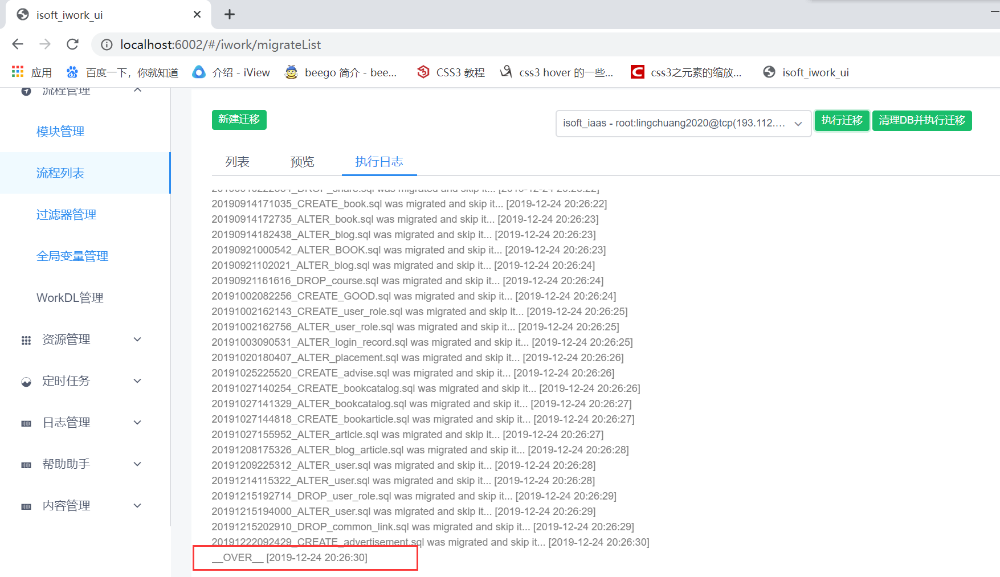 isoft_iwork_ui
localhost:6002/#/iwork/migrateList
应用 百度一下，你就知道 介绍 - iView beego 简介 - bee... CSS3 教程 css3 hover 的一些... css3之元素的缩放... isoft_iwork_ui
流程管理
模块管理
流程列表
过滤器管理
全局变量管理
WorkDL管理
资源管理
定时任务
日志管理
帮助助手
内容管理
新建迁移
isoft_iaas - root:lingchuang2020@tcp(193.112.... 执行迁移 清理DB并执行迁移
列表 预览 执行日志
DROP_share.sql was migrated and skip it...
20190914171035_CREATE_book.sql was migrated and skip it... [2019-12-24 20:26:22]
20190914172735_ALTER_book.sql was migrated and skip it... [2019-12-24 20:26:23]
20190914182438_ALTER_blog.sql was migrated and skip it... [2019-12-24 20:26:23]
20190921000542_ALTER_BOOK.sql was migrated and skip it... [2019-12-24 20:26:23]
20190921102021_ALTER_blog.sql was migrated and skip it... [2019-12-24 20:26:24]
20190921161616_DROP_course.sql was migrated and skip it... [2019-12-24 20:26:24]
20191002082256_CREATE_GOOD.sql was migrated and skip it... [2019-12-24 20:26:24]
20191002162143_CREATE_user_role.sql was migrated and skip it... [2019-12-24 20:26:25]
20191002162756_ALTER_user_role.sql was migrated and skip it... [2019-12-24 20:26:25]
20191003090531_ALTER_login_record.sql was migrated and skip it... [2019-12-24 20:26:25]
20191020180407_ALTER_placement.sql was migrated and skip it... [2019-12-24 20:26:26]
20191025225520_CREATE_advise.sql was migrated and skip it... [2019-12-24 20:26:26]
20191027140254_CREATE_bookcatalog.sql was migrated and skip it... [2019-12-24 20:26:26]
20191027141329_ALTER_bookcatalog.sql was migrated and skip it... [2019-12-24 20:26:27]
20191027144818_CREATE_bookarticle.sql was migrated and skip it... [2019-12-24 20:26:27]
20191027155952_ALTER_article.sql was migrated and skip it... [2019-12-24 20:26:27]
20191208175326_ALTER_blog_article.sql was migrated and skip it... [2019-12-24 20:26:28]
20191209225312_ALTER_user.sql was migrated and skip it... [2019-12-24 20:26:28]
20191214115322_ALTER_user.sql was migrated and skip it... [2019-12-24 20:26:28]
20191215192714_DROP_user_role.sql was migrated and skip it... [2019-12-24 20:26:29]
20191215194000_ALTER_user.sql was migrated and skip it... [2019-12-24 20:26:29]
20191215202910_DROP_common_link.sql was migrated and skip it... [2019-12-24 20:26:29]
20191222092429_CREATE_advertisement.sql was migrated and skip it... [2019-12-24 20:26:30]
__OVER__ [2019-12-24 20:26:30]